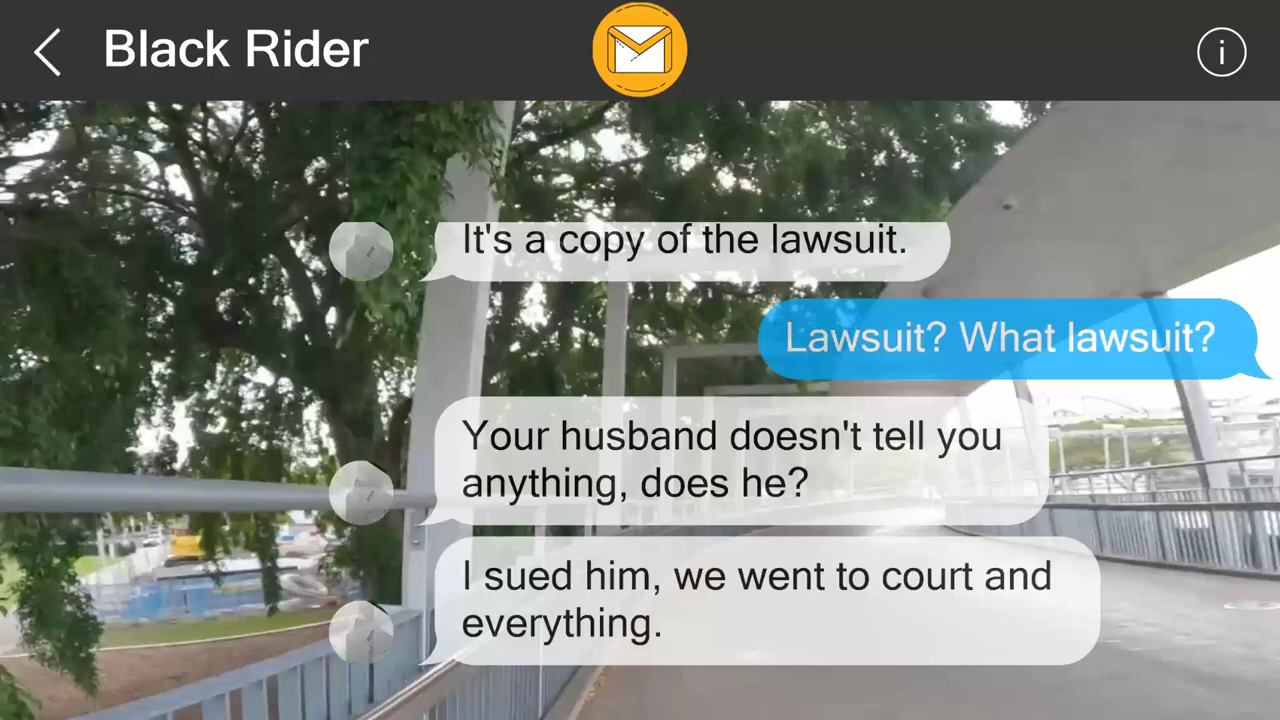 Black Rider
i
It's a copy of the lawsuit.
Lawsuit? What lawsuit?
Your husband doesn't tell you
anything, does he?
I sued him, we went to court and
everything.